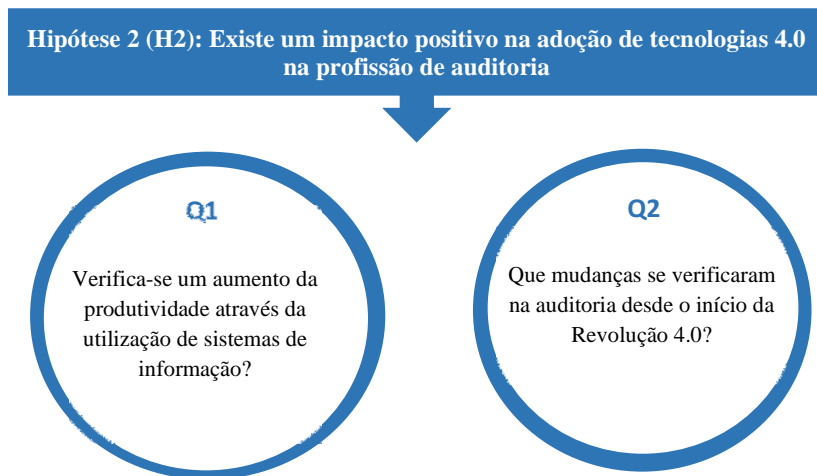 Hipótese 2 (H2): Existe um impacto positivo na adoção de tecnologias 4.0
na profissão de auditoria
Q1
Verifica-se um aumento da
produtividade através da
utilização de sistemas de
informação?
Q2
Que mudanças se verificaram
na auditoria desde o início da
Revolução 4.0?